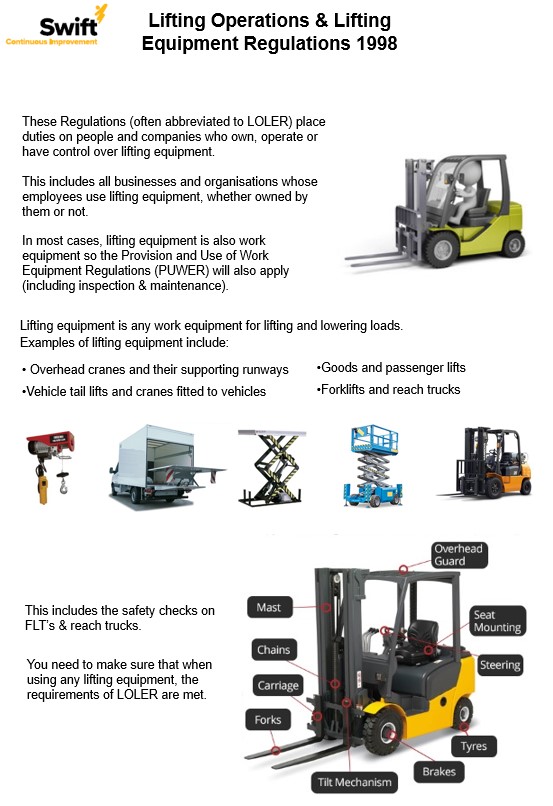 Swift
Continuous Improvement
Lifting Operations & Lifting
Equipment Regulations 1998
These Regulations (often abbreviated to LOLER) place
duties on people and companies who own, operate or
have control over lifting equipment.
This includes all businesses and organisations whose
employees use lifting equipment, whether owned by
them or not.
In most cases, lifting equipment is also work
equipment so the Provision and Use of Work
Equipment Regulations (PUWER) will also apply
(including inspection & maintenance).
Lifting equipment is any work equipment for lifting and lowering loads.
Examples of lifting equipment include:
• Overhead cranes and their supporting runways
•Vehicle tail lifts and cranes fitted to vehicles
•Goods and passenger lifts
•Forklifts and reach trucks
This includes the safety checks on
FLT's & reach trucks.
You need to make sure that when
using any lifting equipment, the
requirements of LOLER are met.
Overhead
Guard
Mast
Seat
Mounting
Chains
Steering
Carriage
Forks
Tyres
Brakes
Tilt Mechanism